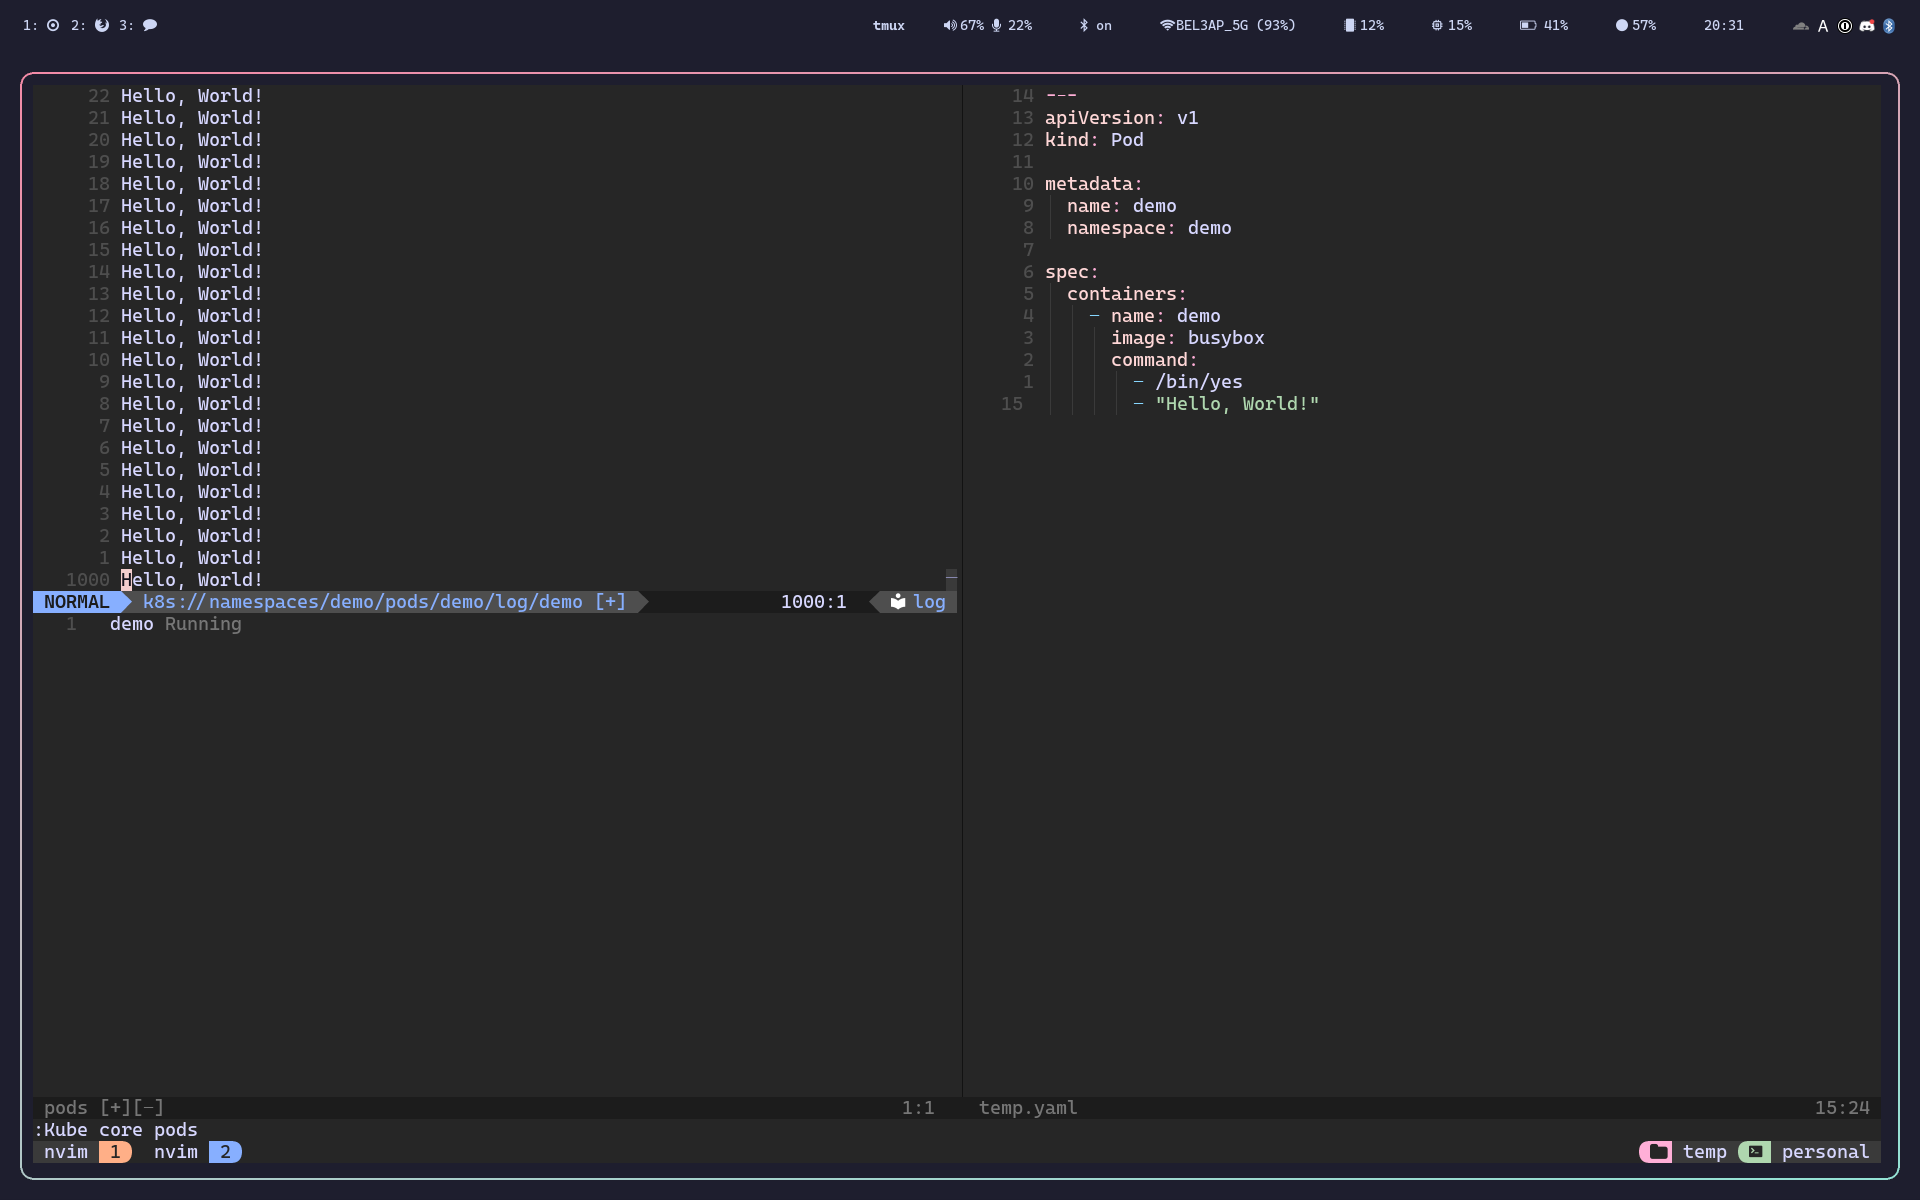 1: 2: 3: tmux 67% 22% on BEL3AP_5G (93%) 12% 15% 41% 57% 20:31 A
22 Hello, World!
21 Hello, World!
20 Hello, World!
19 Hello, World!
18 Hello, World!
17 Hello, World!
16 Hello, World!
15 Hello, World!
14 Hello, World!
13 Hello, World!
12 Hello, World!
11 Hello, World!
10 Hello, World!
9 Hello, World!
8 Hello, World!
7 Hello, World!
6 Hello, World!
5 Hello, World!
4 Hello, World!
3 Hello, World!
2 Hello, World!
1 Hello, World!
1000 Hello, World!
NORMAL k8s://namespaces/demo/pods/demo/log/demo [+] 1000:1 log
1 demo Running
pods [+][-] 1:1
14 ---
13 apiVersion: v1
12 kind: Pod
11
10 metadata:
9 name: demo
8 namespace: demo
7
6 spec:
5 containers:
4 - name: demo
3 image: busybox
2 command:
1 - /bin/yes
15 - "Hello, World!"
temp.yaml 15:24
:Kube core pods
nvim 1 nvim 2 temp personal